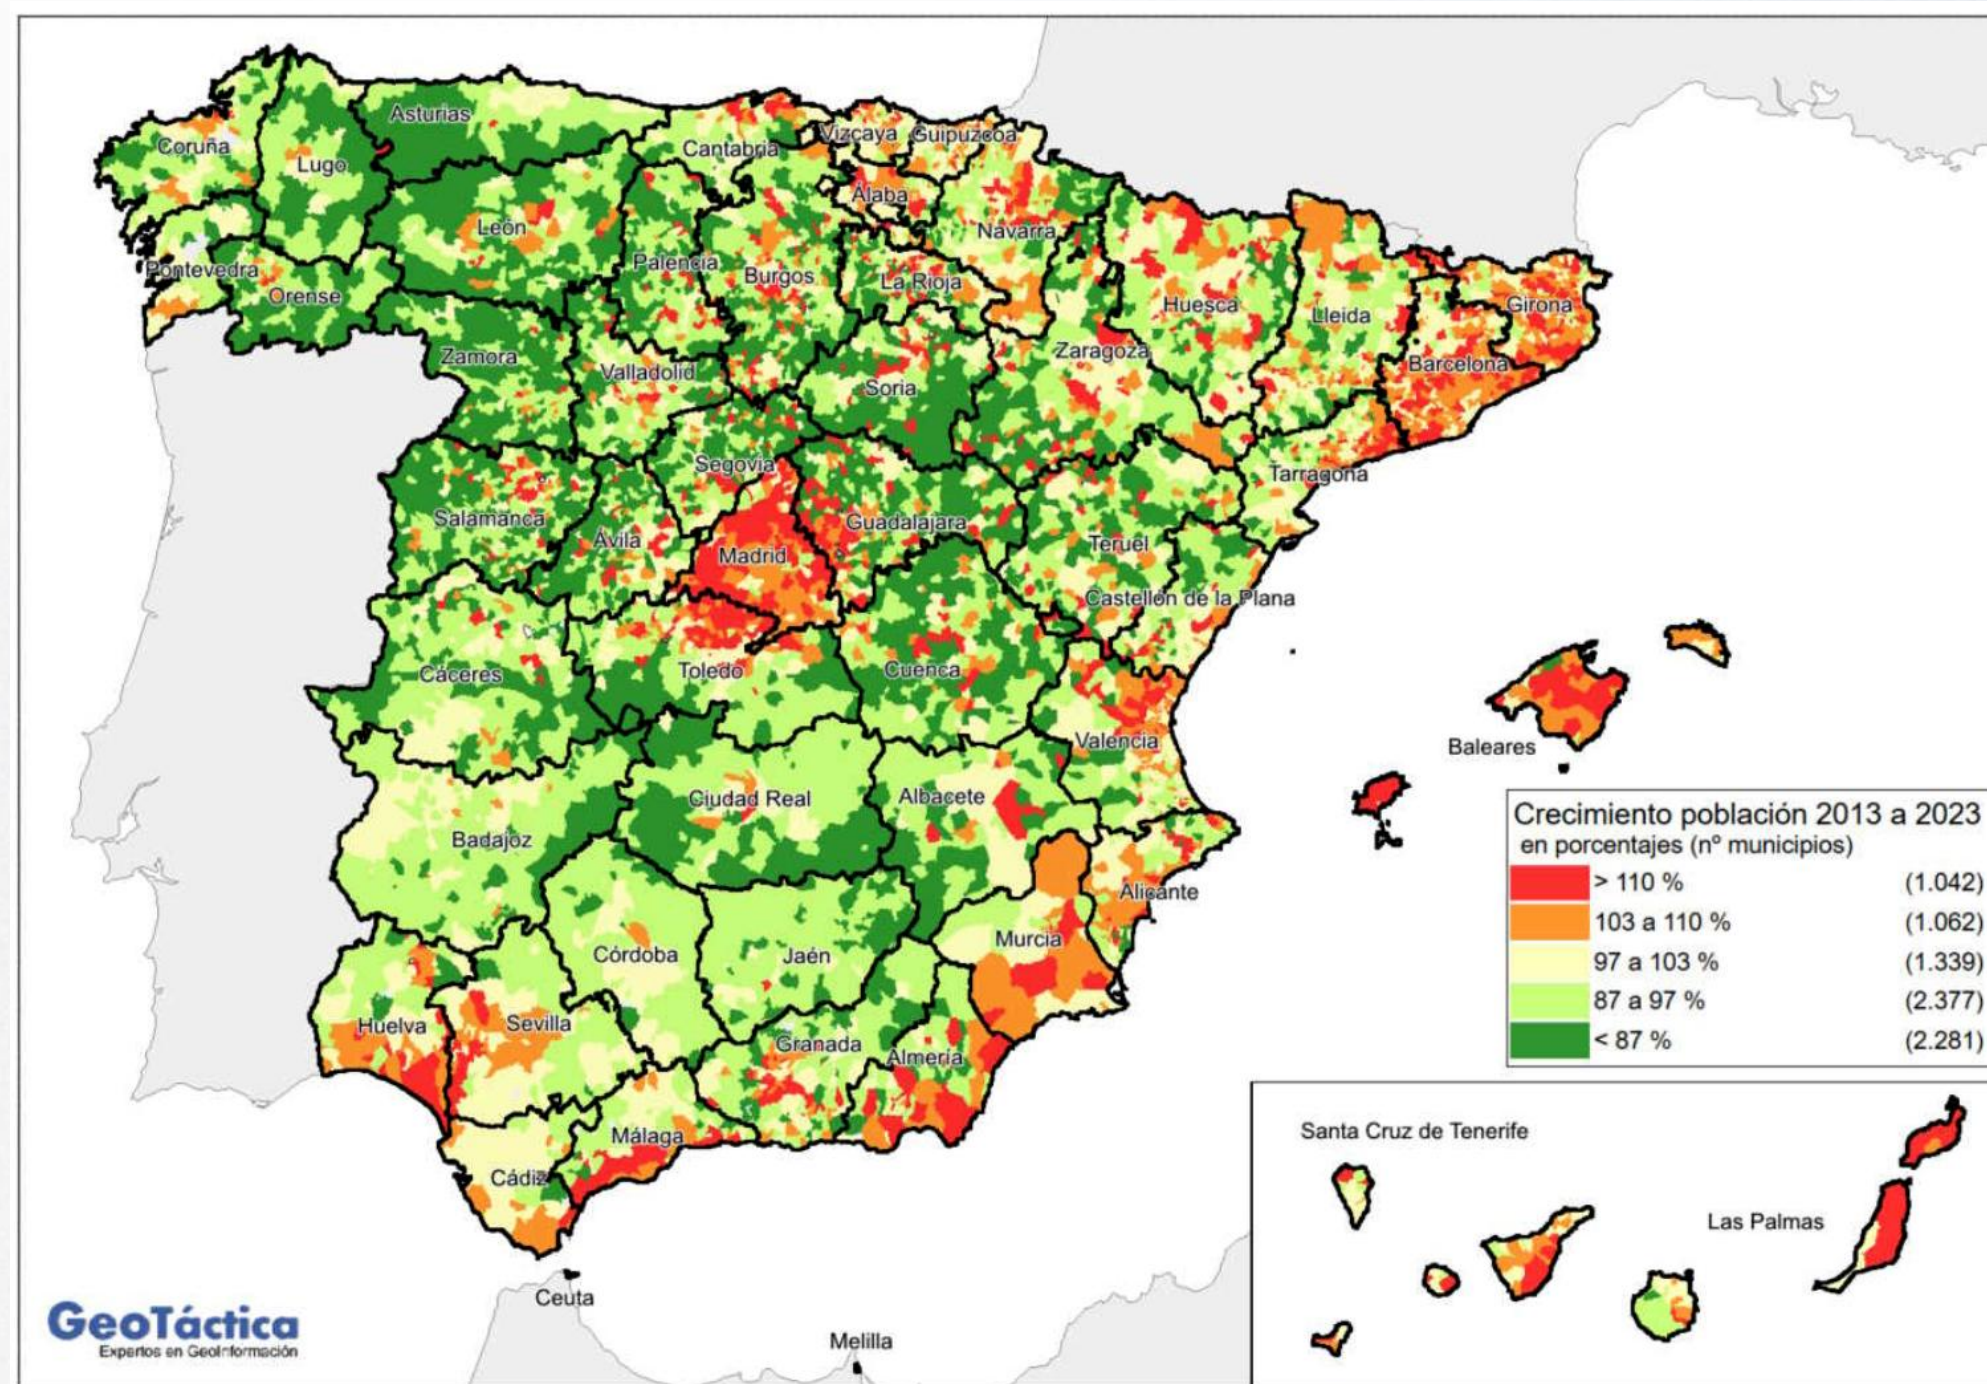 Asturias
Coruña
Lugo
Cantabria
Vizcaya
Guipuzcoa
Álaba
León
Navarra
Pontevedra
Orense
Palencia
Burgos
La Rioja
Huesca
Lleida
Girona
Zamora
Valladolid
Soria
Zaragoza
Barcelona
Segovia
Tarragona
Salamanca
Ávila
Madrid
Guadalajara
Teruel
Castellón de la Plana
Cáceres
Toledo
Cuenca
Valencia
Baleares
Badajoz
Ciudad Real
Albacete
Alicante
Córdoba
Jaén
Murcia
Huelva
Sevilla
Granada
Almería
Málaga
Cádiz
Ceuta
Melilla
Crecimiento población 2013 a 2023
en porcentajes (nº municipios)
> 110 % (1.042)
103 a 110 % (1.062)
97 a 103 % (1.339)
87 a 97 % (2.377)
< 87 % (2.281)
Santa Cruz de Tenerife
Las Palmas
GeoTáctica
Expertos en GeoInformación